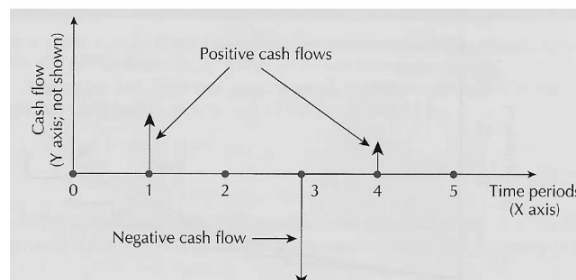 Positive cash flows
Cash flow
(Y axis; not shown)
0 1 2 3 4 5 Time periods
(X axis)
Negative cash flow